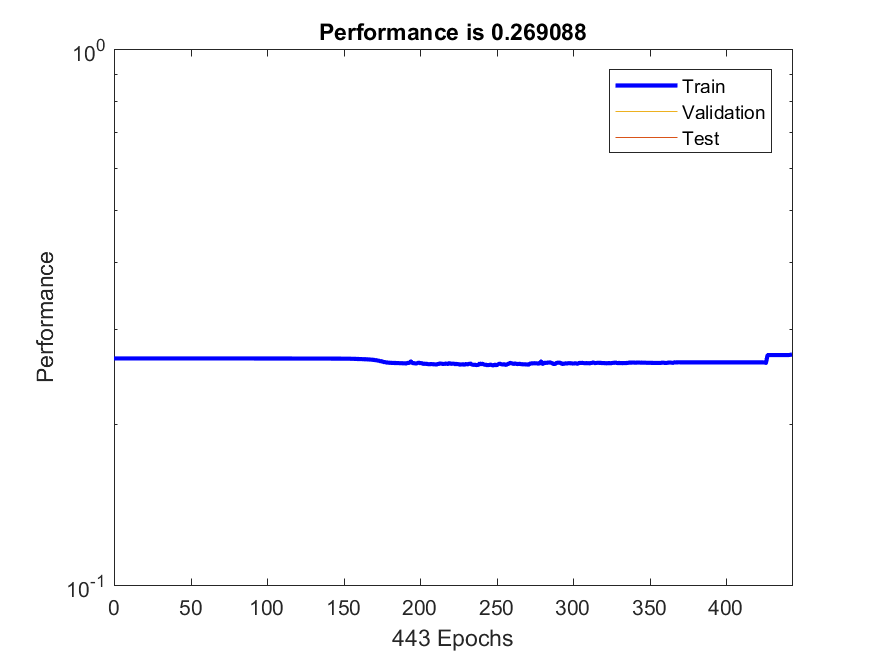 Performance is 0.269088
10^0
Train
Validation
Test
Performance
10^-1
0 50 100 150 200 250 300 350 400
443 Epochs